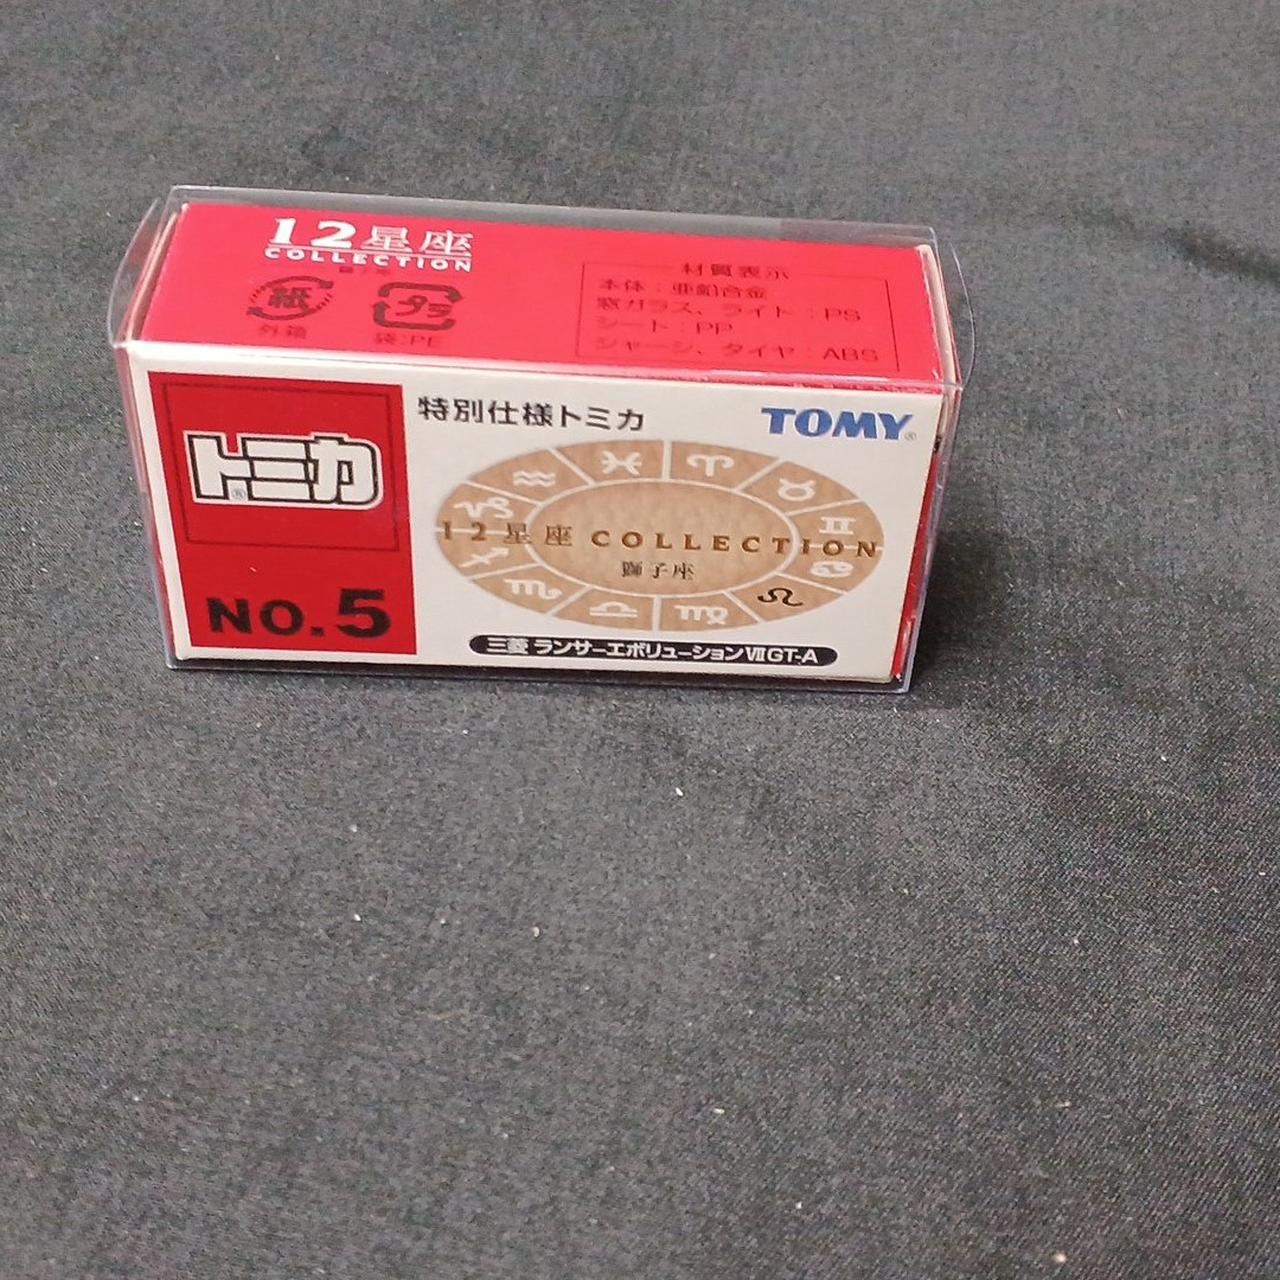 12星座
COLLECTION
紙
外箱
プラ
袋:PE
材質表示
本体:亜鉛合金
窓ガラス、ライト:PS
シート:PP
シャーシ、タイヤ:ABS
トミカ®
NO.5
特別仕様トミカ
TOMY®
12星座 COLLECTION
獅子座
三菱 ランサーエボリューションⅦGT-A